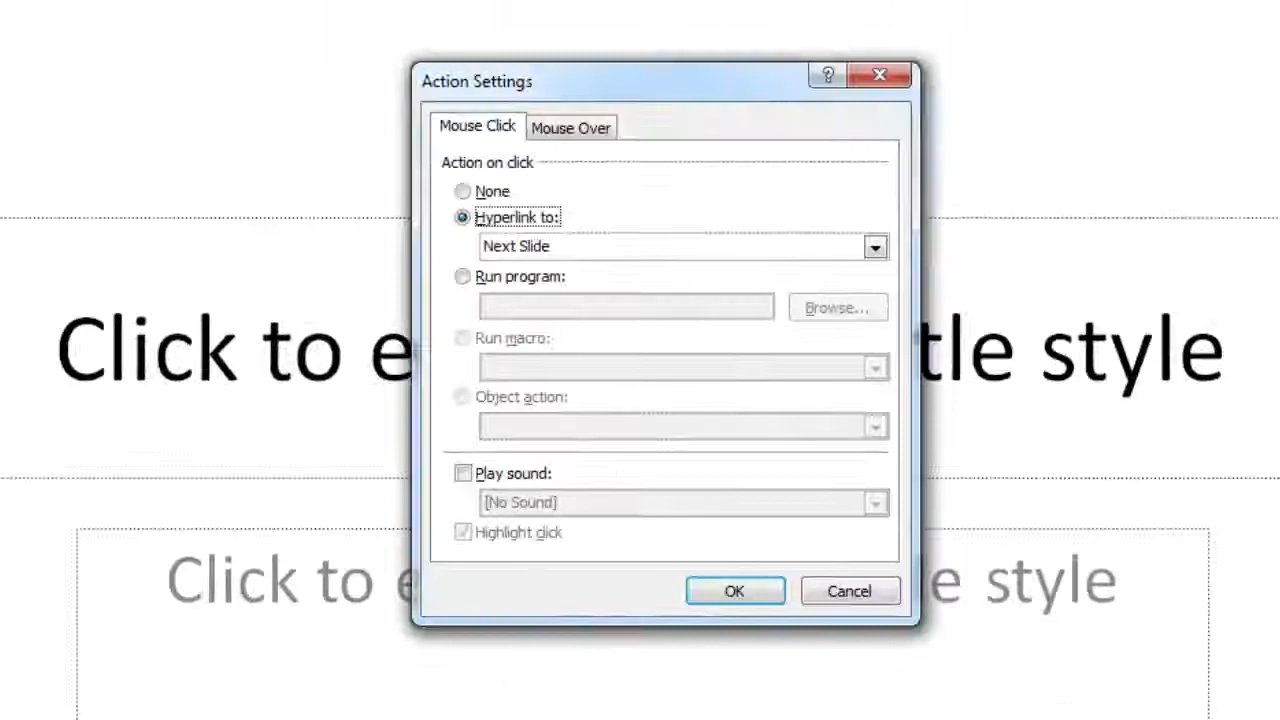 Action Settings
Mouse Click Mouse Over
Action on click
None
Hyperlink to:
Next Slide
Run program:
Browse...
Click to e tle style
Run macro:
Object action:
Play sound:
[No Sound]
Highlight click
Click to e e style
OK Cancel